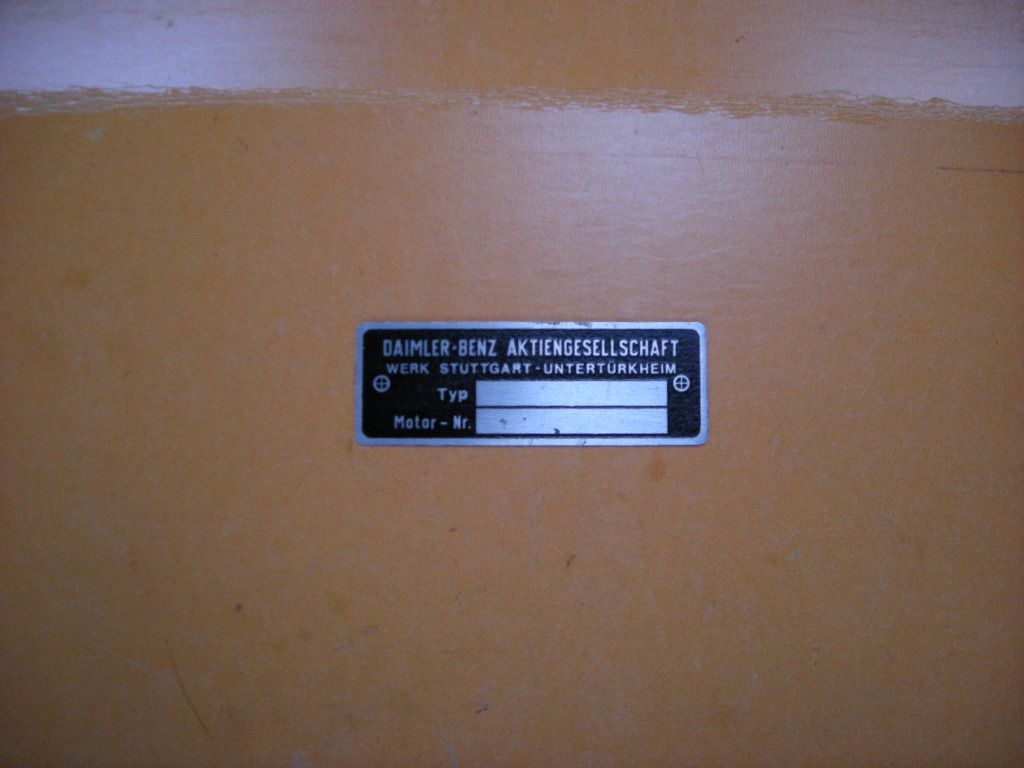 DAIMLER-BENZ AKTIENGESELLSCHAFT
WERK STUTTGART-UNTERTÜRKHEIM
Typ
Motor-Nr.